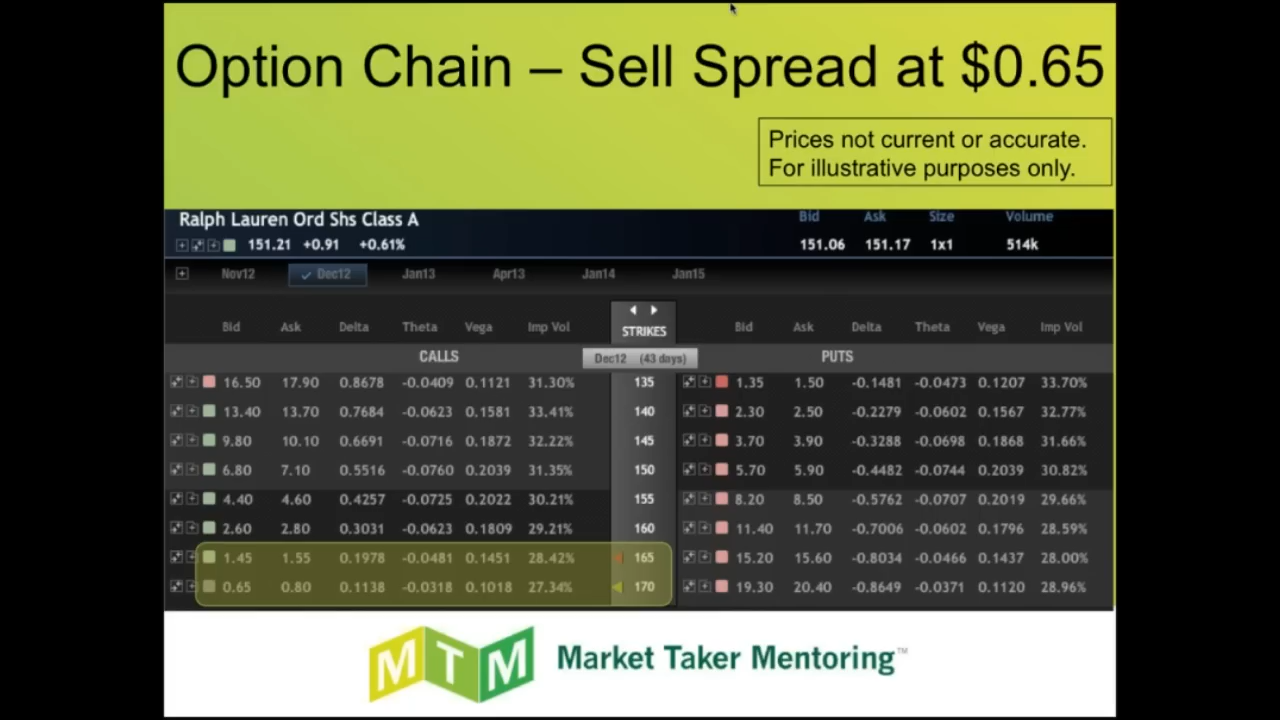 Option Chain – Sell Spread at $0.65
Prices not current or accurate.
For illustrative purposes only.
Ralph Lauren Ord Shs Class A Bid Ask Size Volume
151.21 +0.91 +0.61% 151.06 151.17 1x1 514k
Nov12 Dec12 Jan13 Apr13 Jan14 Jan15
Bid Ask Delta Theta Vega Imp Vol STRIKES Bid Ask Delta Theta Vega Imp Vol
CALLS Dec12 (43 days) PUTS
16.50 17.90 0.8678 -0.0409 0.1121 31.30% 135 1.35 1.50 -0.1481 -0.0473 0.1207 33.70%
13.40 13.70 0.7684 -0.0623 0.1581 33.41% 140 2.30 2.50 -0.2279 -0.0602 0.1567 32.77%
9.80 10.10 0.6691 -0.0716 0.1872 32.22% 145 3.70 3.90 -0.3288 -0.0698 0.1868 31.66%
6.80 7.10 0.5516 -0.0760 0.2039 31.35% 150 5.70 5.90 -0.4482 -0.0744 0.2039 30.82%
4.40 4.60 0.4257 -0.0725 0.2022 30.21% 155 8.20 8.50 -0.5762 -0.0707 0.2019 29.66%
2.60 2.80 0.3031 -0.0623 0.1809 29.21% 160 11.40 11.70 -0.7006 -0.0602 0.1796 28.59%
1.45 1.55 0.1978 -0.0481 0.1451 28.42% 165 15.20 15.60 -0.8034 -0.0466 0.1437 28.00%
0.65 0.80 0.1138 -0.0318 0.1018 27.34% 170 19.30 20.40 -0.8649 -0.0371 0.1120 28.96%
MTM Market Taker Mentoring™